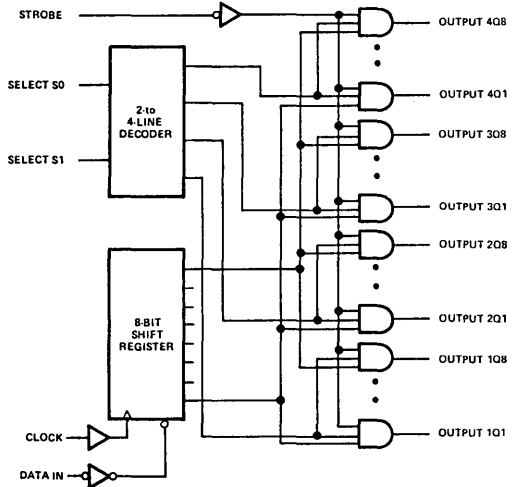 STROBE
OUTPUT 4Q8
SELECT S0
OUTPUT 4Q1
2-to
4-LINE
DECODER
OUTPUT 3Q8
SELECT S1
OUTPUT 3Q1
OUTPUT 2Q8
8-BIT
SHIFT
REGISTER
OUTPUT 2Q1
OUTPUT 1Q8
CLOCK
OUTPUT 1Q1
DATA IN